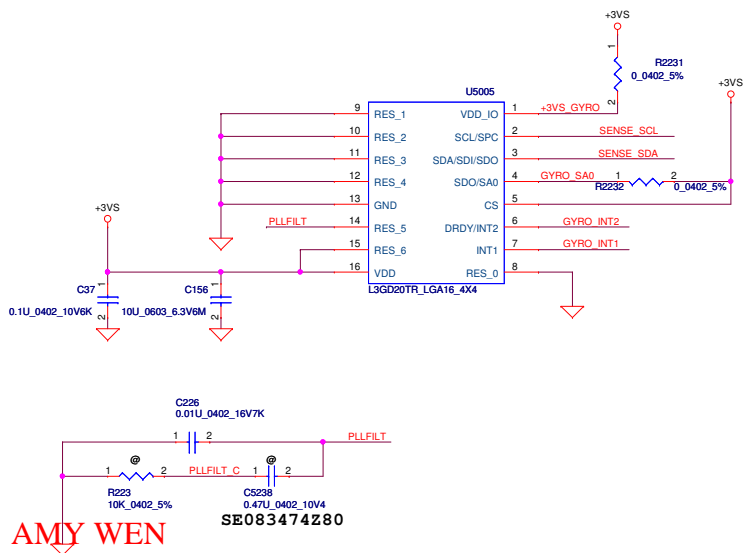 +3VS
1
R2231
0_0402_5%
2
+3VS
U5005
9 RES_1 VDD_IO 1 +3VS_GYRO
10 RES_2 SCL/SPC 2 SENSE_SCL
11 RES_3 SDA/SDI/SDO 3 SENSE_SDA
12 RES_4 SDO/SA0 4 GYRO_SA0 1 2
R2232 0_0402_5%
13 GND CS 5
PLLFILT 14 RES_5 DRDY/INT2 6 GYRO_INT2
15 RES_6 INT1 7 GYRO_INT1
16 VDD RES_0 8
L3GD20TR_LGA16_4X4
+3VS
1 C37
0.1U_0402_10V6K
2
1 C156
10U_0603_6.3V6M
2
C226
0.01U_0402_16V7K
1 2 PLLFILT
@ @
1 2 PLLFILT_C 1 2
R223
10K_0402_5%
C5238
0.47U_0402_10V4
SE083474Z80
AMY WEN